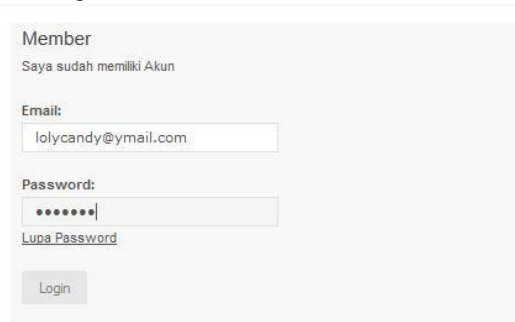 Member
Saya sudah memiliki Akun
Email:
lolycandy@ymail.com
Password:
•••••••
Lupa Password
Login